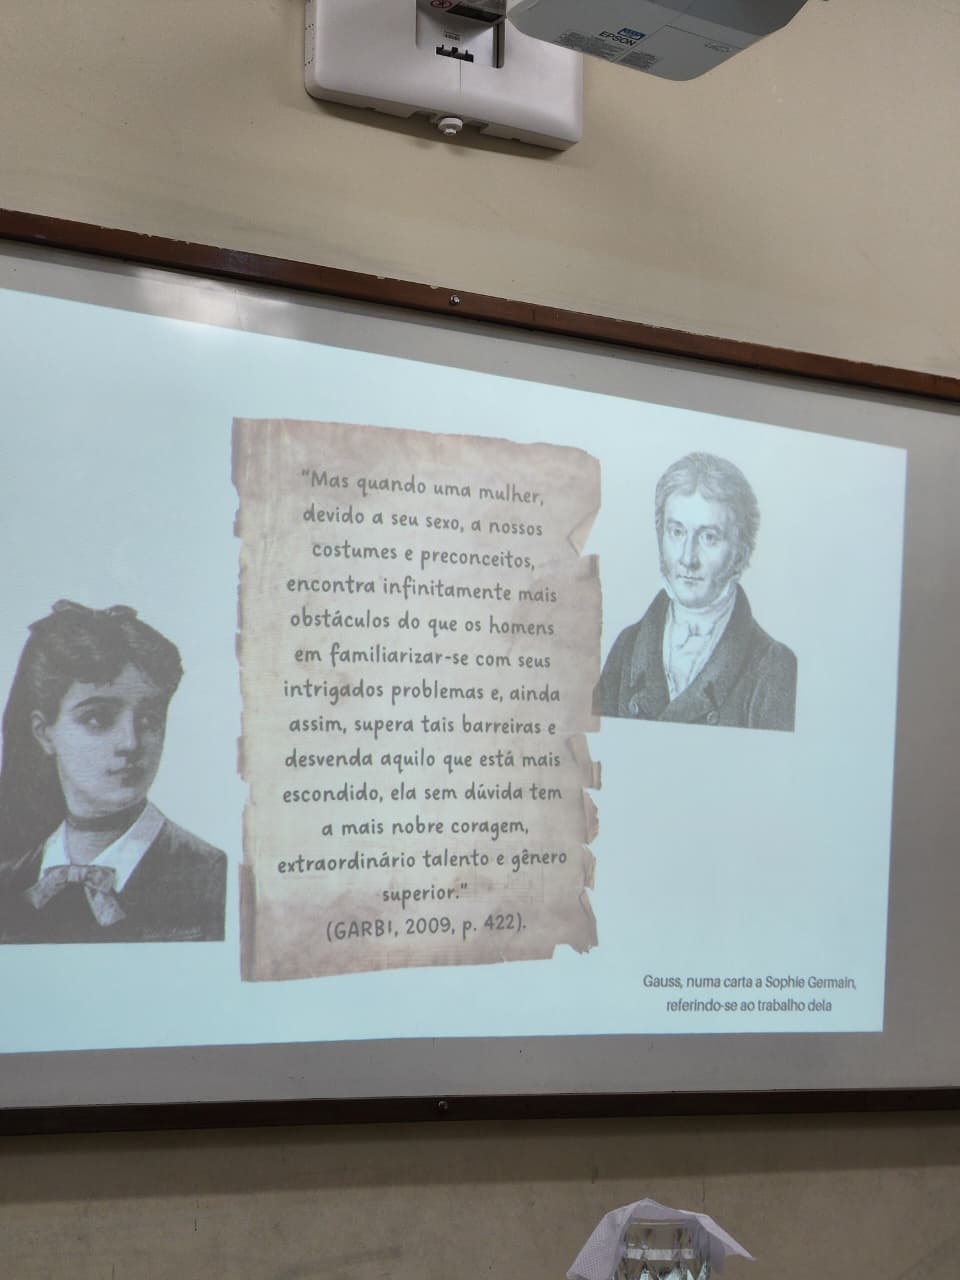 EPSON
"Mas quando uma mulher,
devido a seu sexo, a nossos
costumes e preconceitos,
encontra infinitamente mais
obstáculos do que os homens
em familiarizar-se com seus
intrigados problemas e, ainda
assim, supera tais barreiras e
desvenda aquilo que está mais
escondido, ela sem dúvida tem
a mais nobre coragem,
extraordinário talento e gênero
superior."
(GARBI, 2009, p. 422).
Gauss, numa carta a Sophie Germain,
referindo-se ao trabalho dela